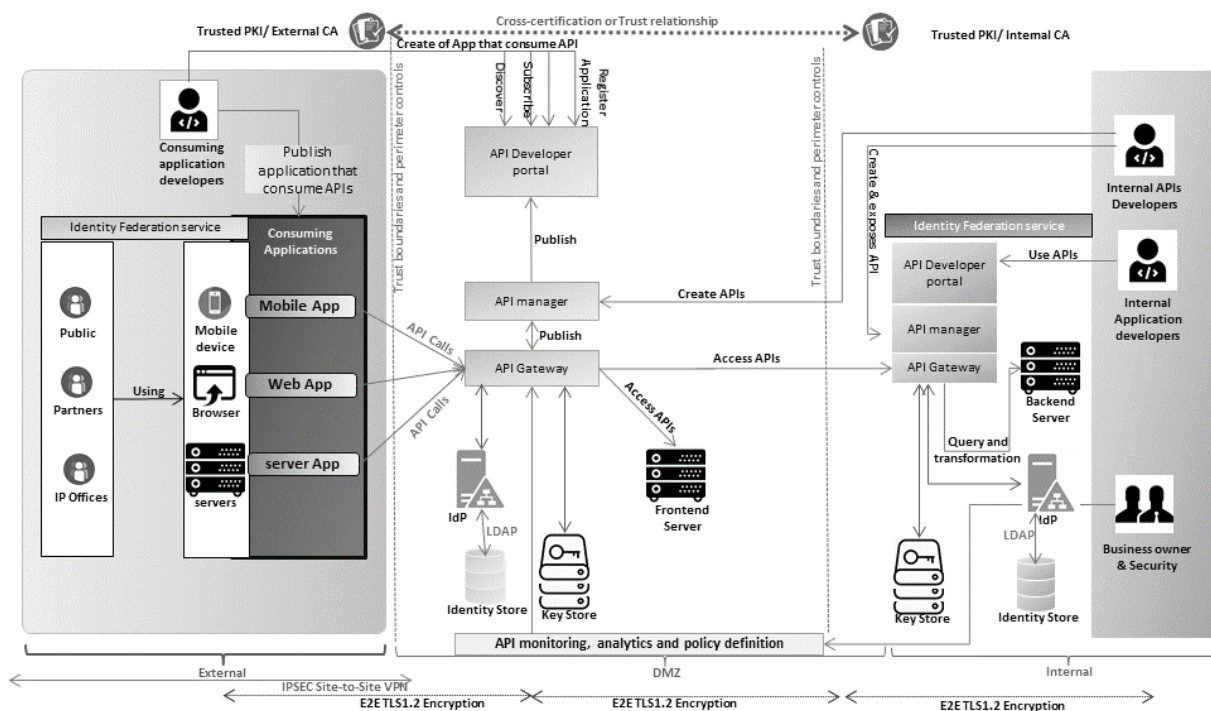 Cross-certification or Trust relationship
Trusted PKI/ External CA
Trusted PKI/ Internal CA
Create of App that consume API
Discover
Subscribe
Register
Application
Trust boundaries and perimeter controls
Trust boundaries and perimeter controls
Consuming
application
developers
Publish
application that
consume APIs
API Developer
portal
Create & exposes
API
Internal APIs
Developers
Identity Federation service
Consuming
Applications
Publish
Identity Federation service
Use APIs
API Developer
portal
Internal
Application
developers
Public
Mobile
device
Mobile App
API manager
Create APIs
API manager
API Calls
Publish
API Gateway
Access APIs
API Gateway
Partners
Using
Browser
Web App
API Calls
Access APIs
Backend
Server
Query and
transformation
IP Offices
servers
server App
IdP
Frontend
Server
IdP
LDAP
LDAP
Business owner
& Security
Identity Store
Key Store
Key Store
Identity Store
API monitoring, analytics and policy definition
External
DMZ
Internal
IPSEC Site-to-Site VPN
E2E TLS1.2 Encryption
E2E TLS1.2 Encryption
E2E TLS1.2 Encryption